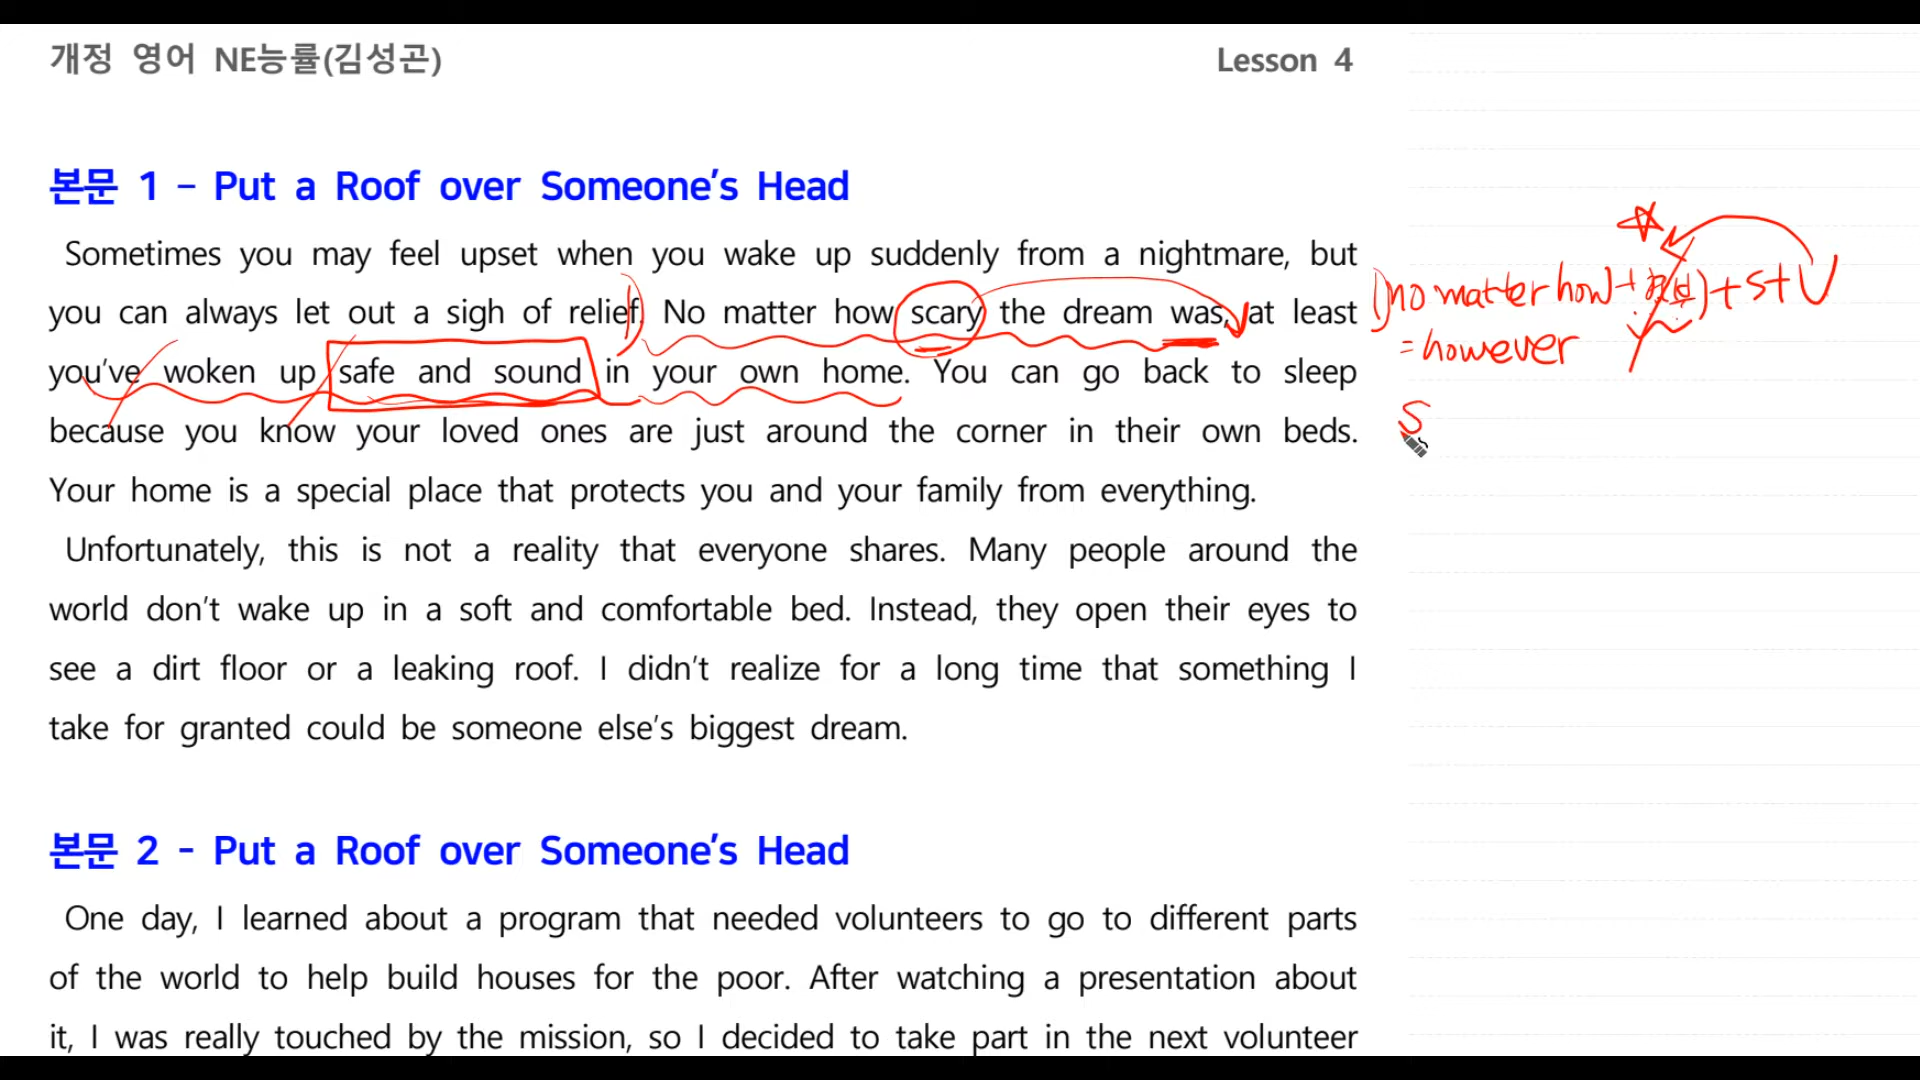 개정 영어 NE능률(김성곤)
Lesson 4
본문 1 – Put a Roof over Someone’s Head
Sometimes you may feel upset when you wake up suddenly from a nightmare, but
you can always let out a sigh of relief. No matter how scary the dream was, at least
you’ve woken up safe and sound in your own home. You can go back to sleep
because you know your loved ones are just around the corner in their own beds.
Your home is a special place that protects you and your family from everything.
Unfortunately, this is not a reality that everyone shares. Many people around the
world don’t wake up in a soft and comfortable bed. Instead, they open their eyes to
see a dirt floor or a leaking roof. I didn’t realize for a long time that something I
take for granted could be someone else’s biggest dream.
(no matter how + ) + S + V
= however
S
본문 2 - Put a Roof over Someone’s Head
One day, I learned about a program that needed volunteers to go to different parts
of the world to help build houses for the poor. After watching a presentation about
it, I was really touched by the mission, so I decided to take part in the next volunteer